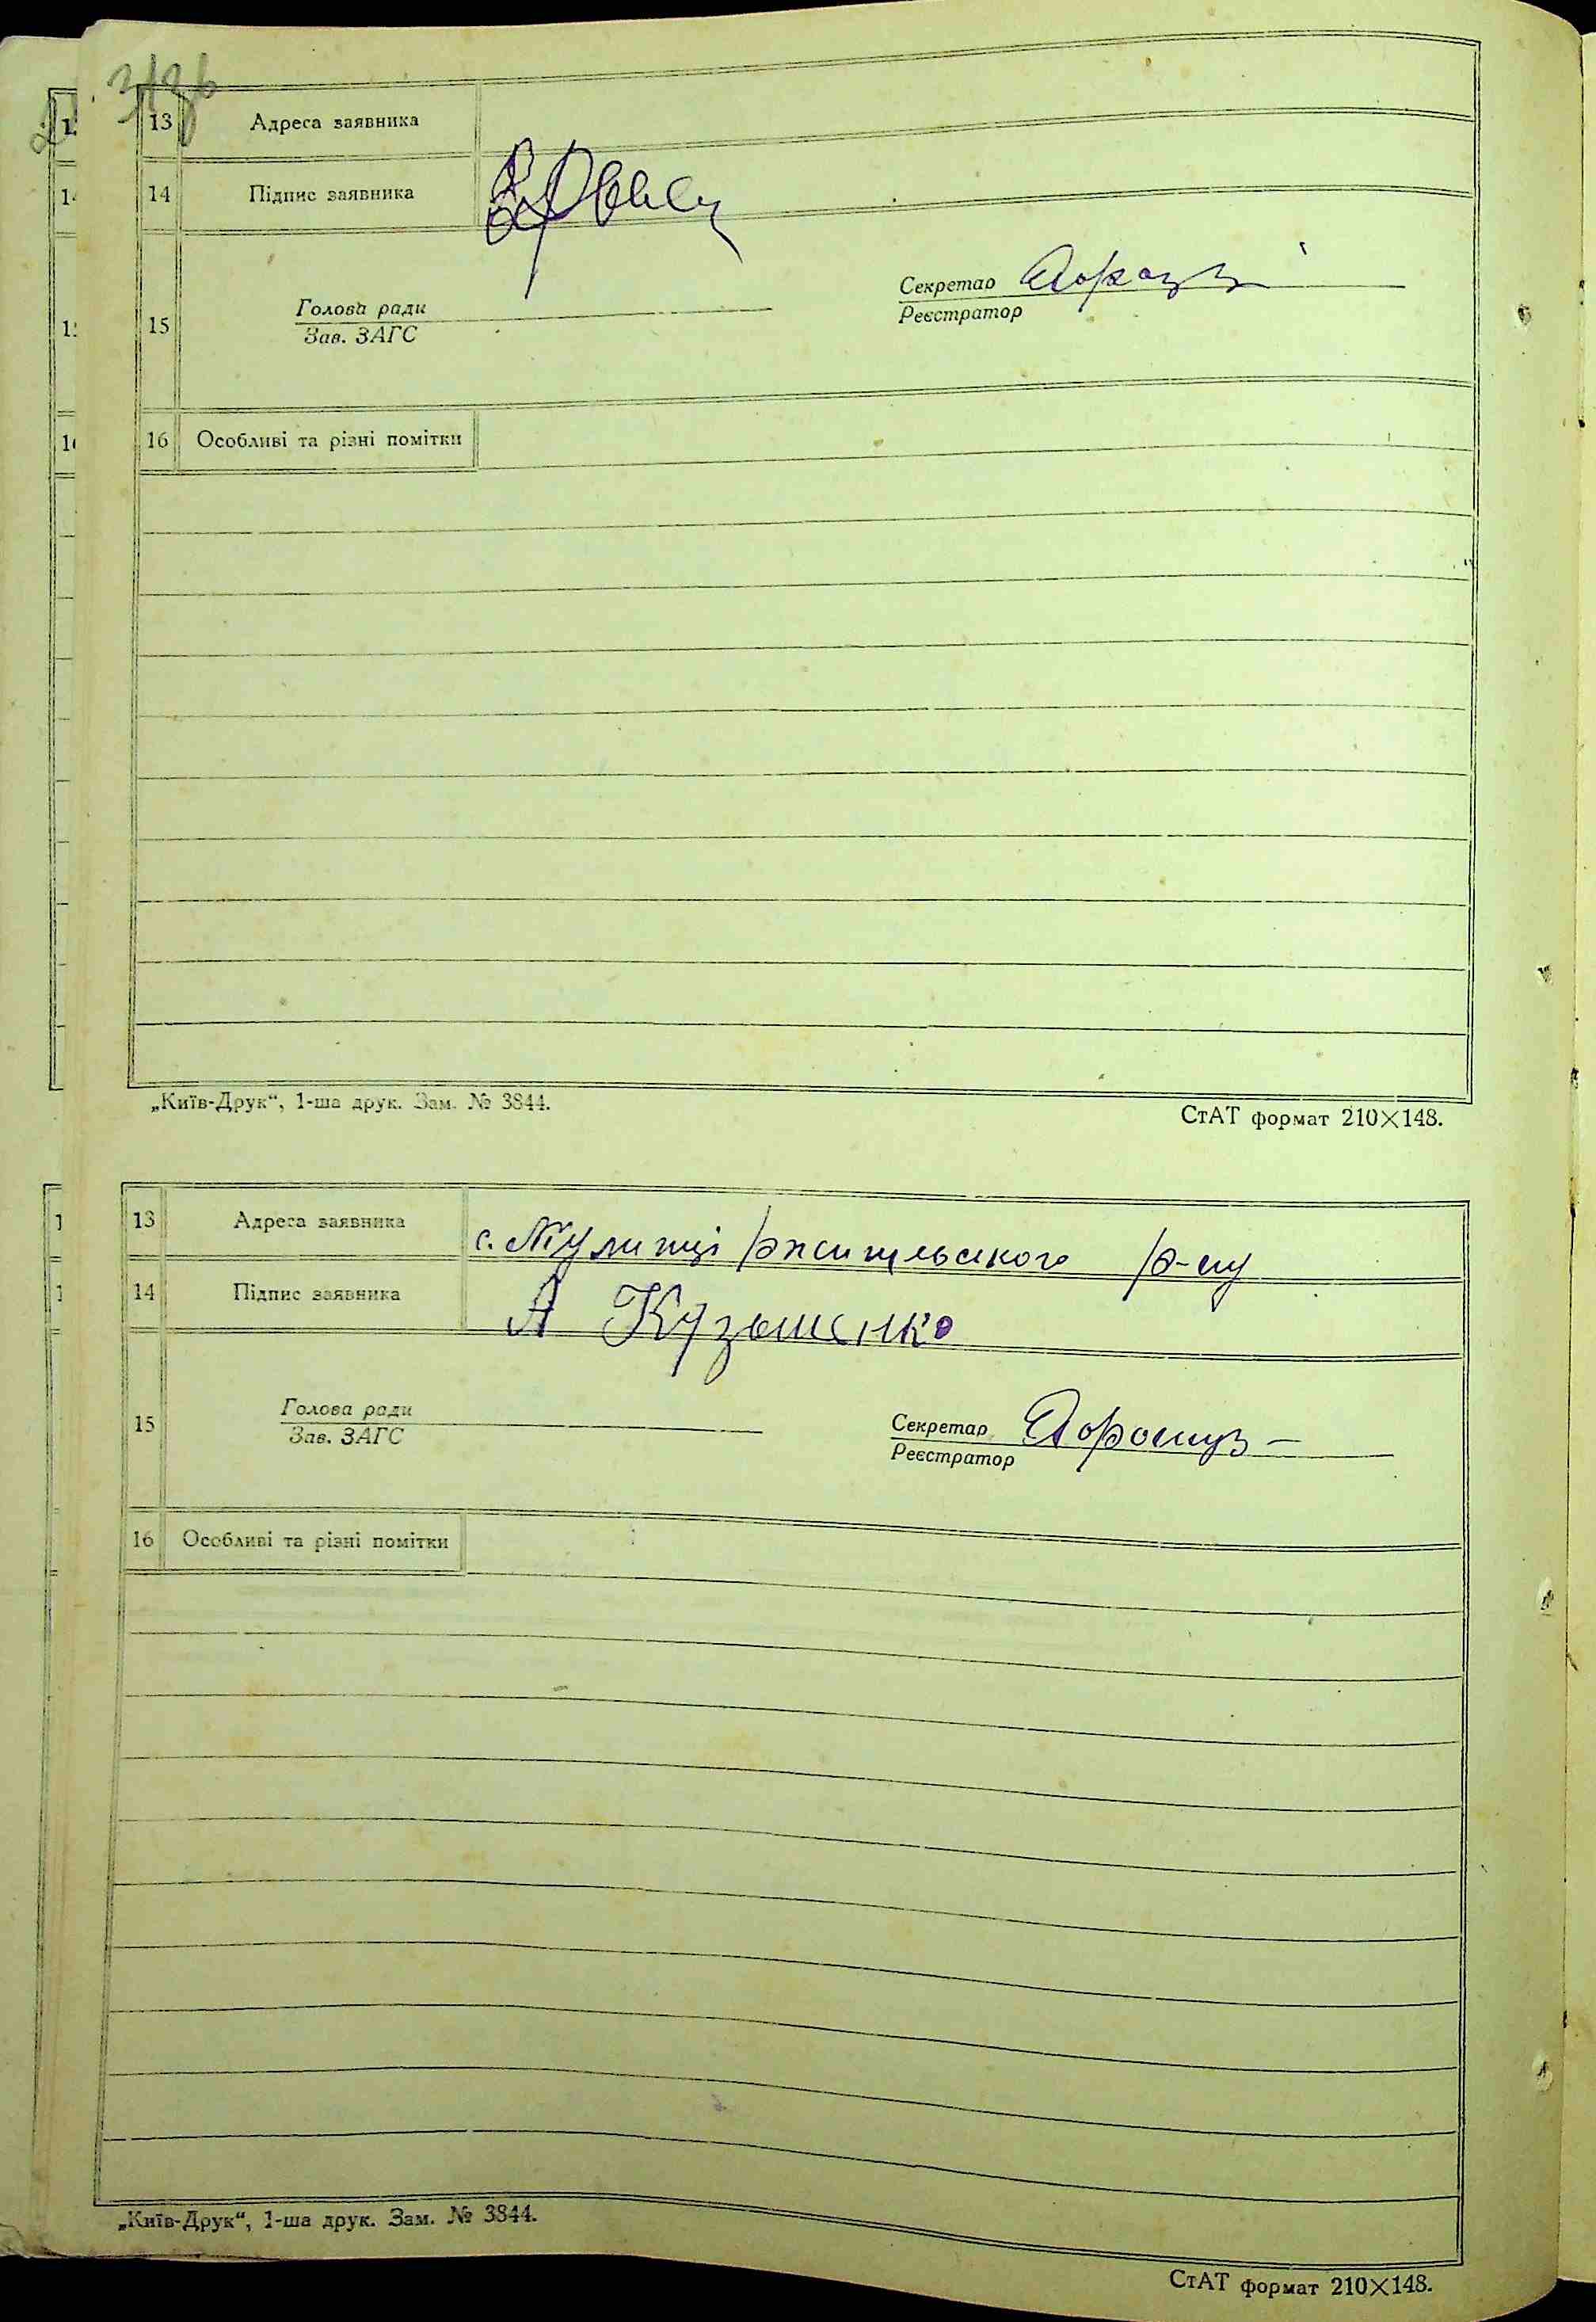 13 Адреса заявника
14 Підпис заявника
15 Голова ради Секретар
Зав. ЗАГС Реєстратор
16 Особливі та різні помітки
„Київ-Друк“, 1-ша друк. Зам. № 3844.
СтАТ формат 210×148.
13 Адреса заявника с. р-ну
14 Підпис заявника А Кузьменко
15 Голова ради Секретар
Зав. ЗАГС Реєстратор
16 Особливі та різні помітки
„Київ-Друк“, 1-ша друк. Зам. № 3844.
СтАТ формат 210×148.